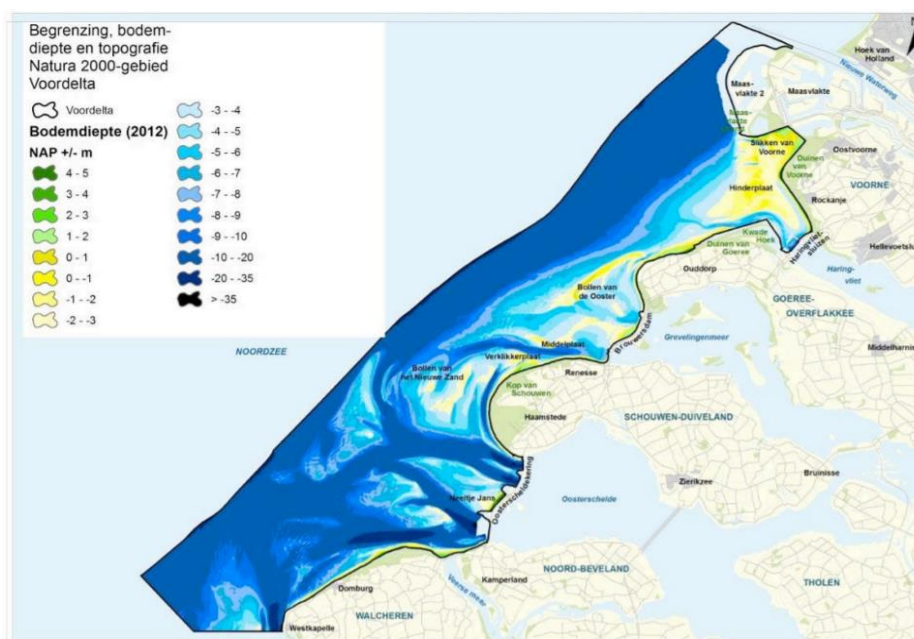 Begrenzing, bodem-
diepte en topografie
Natura 2000-gebied
Voordelta
Voordelta
Bodemdiepte (2012)
NAP +/- m
4 - 5
3 - 4
2 - 3
1 - 2
0 - 1
0 - -1
-1 - -2
-2 - -3
-3 - -4
-4 - -5
-5 - -6
-6 - -7
-7 - -8
-8 - -9
-9 - -10
-10 - -20
-20 - -35
> -35
Hoek van
Holland
Nieuwe Waterweg
Maas-
vlakte 2
Maasvlakte
Maas-
vlakte
Slikken van
Voorne
Oostvoorne
Duinen
van
Voorne
VOORNE
Hinderplaat
Rockanje
Kwade
Hoek
Haringvliet-
sluizen
Hellevoetslu
Duinen van
Goeree
Ouddorp
Haring-
vliet
Bollen van
de Ooster
GOEREE-
OVERFLAKKEE
Brouwersdam
Grevelingenmeer
Middelharnis
NOORDZEE
Middelplaat
Verklikkerplaat
Bollen van
het Nieuwe Zand
Renesse
Kop van
Schouwen
Haamstede
SCHOUWEN-DUIVELAND
Bruinisse
Zierikzee
Neeltje Jans
Oosterscheldekering
Oosterschelde
NOORD-BEVELAND
Kamperland
THOLEN
Domburg
Veerse meer
WALCHEREN
Westkapelle